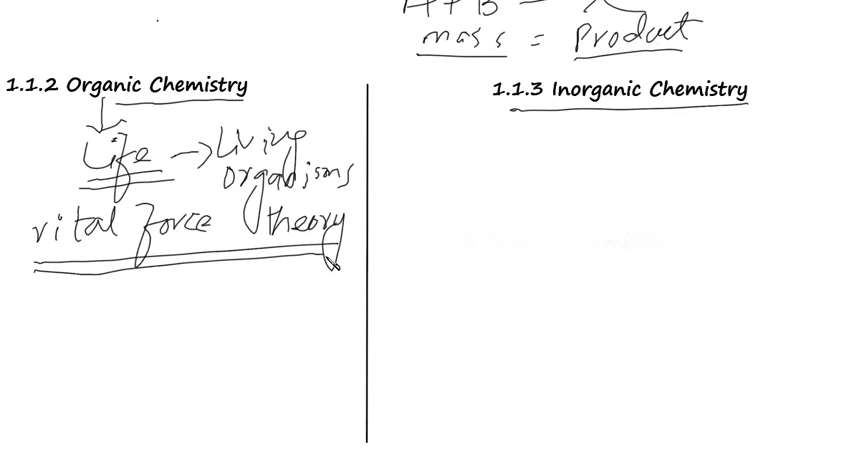 A + B =
mass = Product
1.1.2 Organic Chemistry
Life → Living
organisms
vital force theory
1.1.3 Inorganic Chemistry